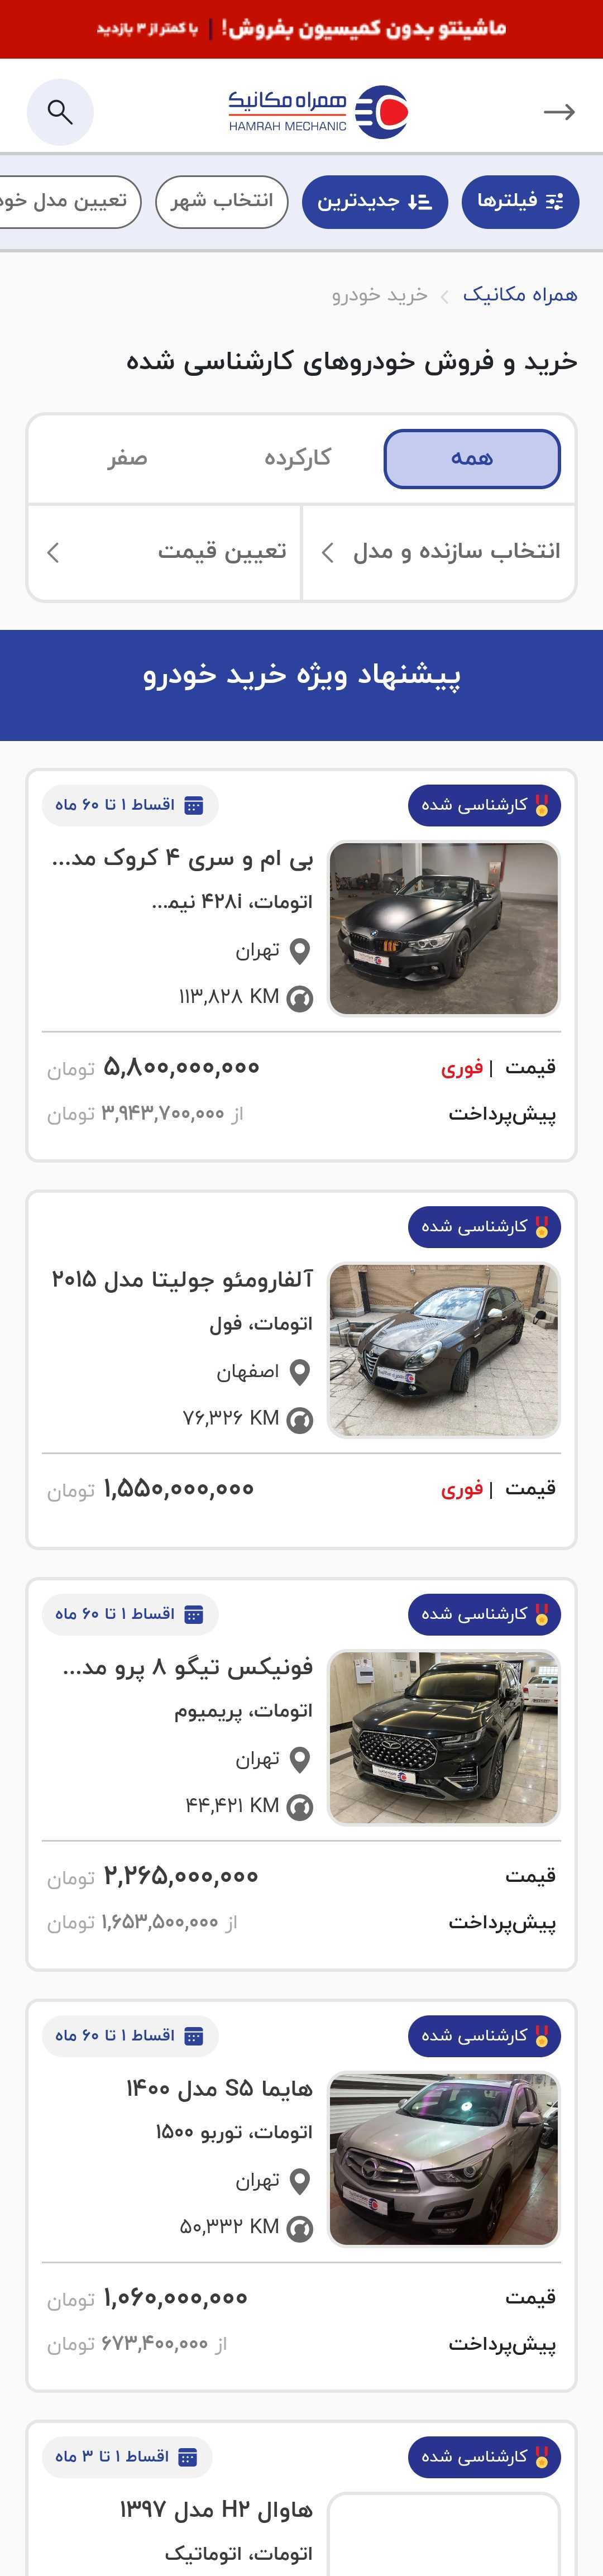 ماشینتو بدون کمیسیون بفروش! | با کمتر از ۳ بازدید
همراه مکانیک
HAMRAH MECHANIC
فیلترها
جدیدترین
انتخاب شهر
تعیین مدل خود
همراه مکانیک
خرید خودرو
خرید و فروش خودروهای کارشناسی شده
همه
کارکرده
صفر
انتخاب سازنده و مدل
تعیین قیمت
پیشنهاد ویژه خرید خودرو
کارشناسی شده
اقساط ۱ تا ۶۰ ماه
بی ام و سری ۴ کروک مد...
اتومات، ۴۲۸i نیمـ...
تهران
۱۱۳,۸۲۸ KM
قیمت | فوری
۵,۸۰۰,۰۰۰,۰۰۰ تومان
پیش‌پرداخت
از ۳,۹۴۳,۷۰۰,۰۰۰ تومان
کارشناسی شده
آلفارومئو جولیتا مدل ۲۰۱۵
اتومات، فول
اصفهان
۷۶,۳۲۶ KM
قیمت | فوری
۱,۵۵۰,۰۰۰,۰۰۰ تومان
کارشناسی شده
اقساط ۱ تا ۶۰ ماه
فونیکس تیگو ۸ پرو مد...
اتومات، پریمیوم
تهران
۴۴,۴۲۱ KM
قیمت
۲,۲۶۵,۰۰۰,۰۰۰ تومان
پیش‌پرداخت
از ۱,۶۵۳,۵۰۰,۰۰۰ تومان
کارشناسی شده
اقساط ۱ تا ۶۰ ماه
هایما S۵ مدل ۱۴۰۰
اتومات، توربو ۱۵۰۰
تهران
۵۰,۳۳۲ KM
قیمت
۱,۰۶۰,۰۰۰,۰۰۰ تومان
پیش‌پرداخت
از ۶۷۳,۴۰۰,۰۰۰ تومان
کارشناسی شده
اقساط ۱ تا ۳ ماه
هاوال H۲ مدل ۱۳۹۷
اتومات، اتوماتیک